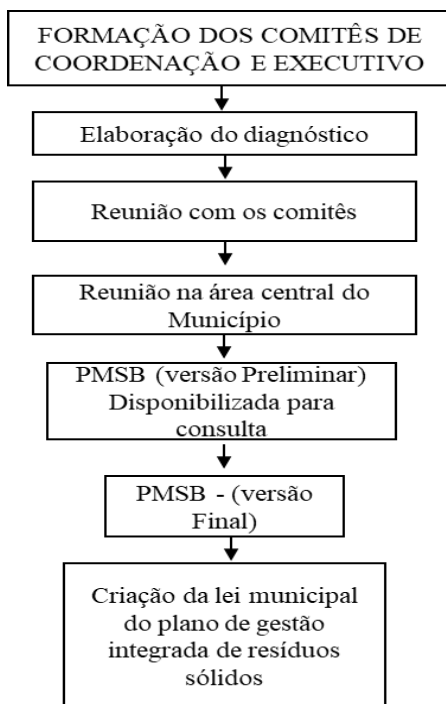 FORMAÇÃO DOS COMITÊS DE
COORDENAÇÃO E EXECUTIVO
Elaboração do diagnóstico
Reunião com os comitês
Reunião na área central do
Município
PMSB (versão Preliminar)
Disponibilizada para
consulta
PMSB - (versão
Final)
Criação da lei municipal
do plano de gestão
integrada de resíduos
sólidos